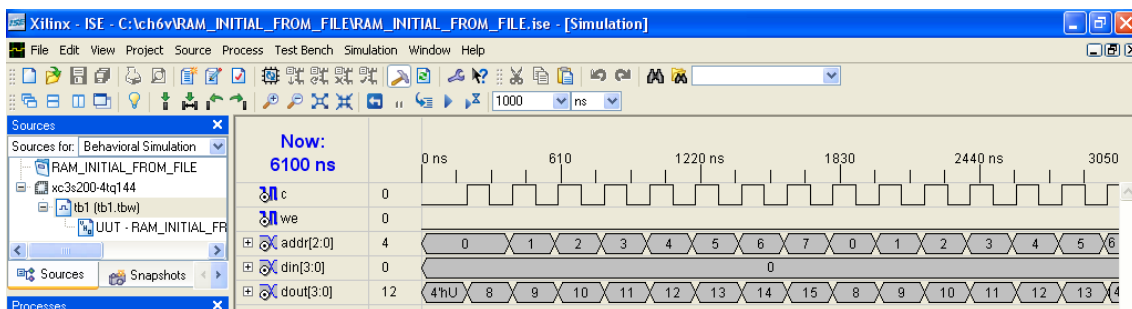 Xilinx - ISE - C:\ch6v\RAM_INITIAL_FROM_FILE\RAM_INITIAL_FROM_FILE.ise - [Simulation]
File Edit View Project Source Process Test Bench Simulation Window Help
1000 ns
Sources
Sources for: Behavioral Simulation
RAM_INITIAL_FROM_FILE
xc3s200-4tq144
tb1 (tb1.tbw)
UUT - RAM_INITIAL_FR
Sources Snapshots
Processes
Now:
6100 ns
0 ns 610 1220 ns 1830 2440 ns 3050
c 0
we 0
addr[2:0] 4 0 1 2 3 4 5 6 7 0 1 2 3 4 5 6
din[3:0] 0 0
dout[3:0] 12 4'hU 8 9 10 11 12 13 14 15 8 9 10 11 12 13